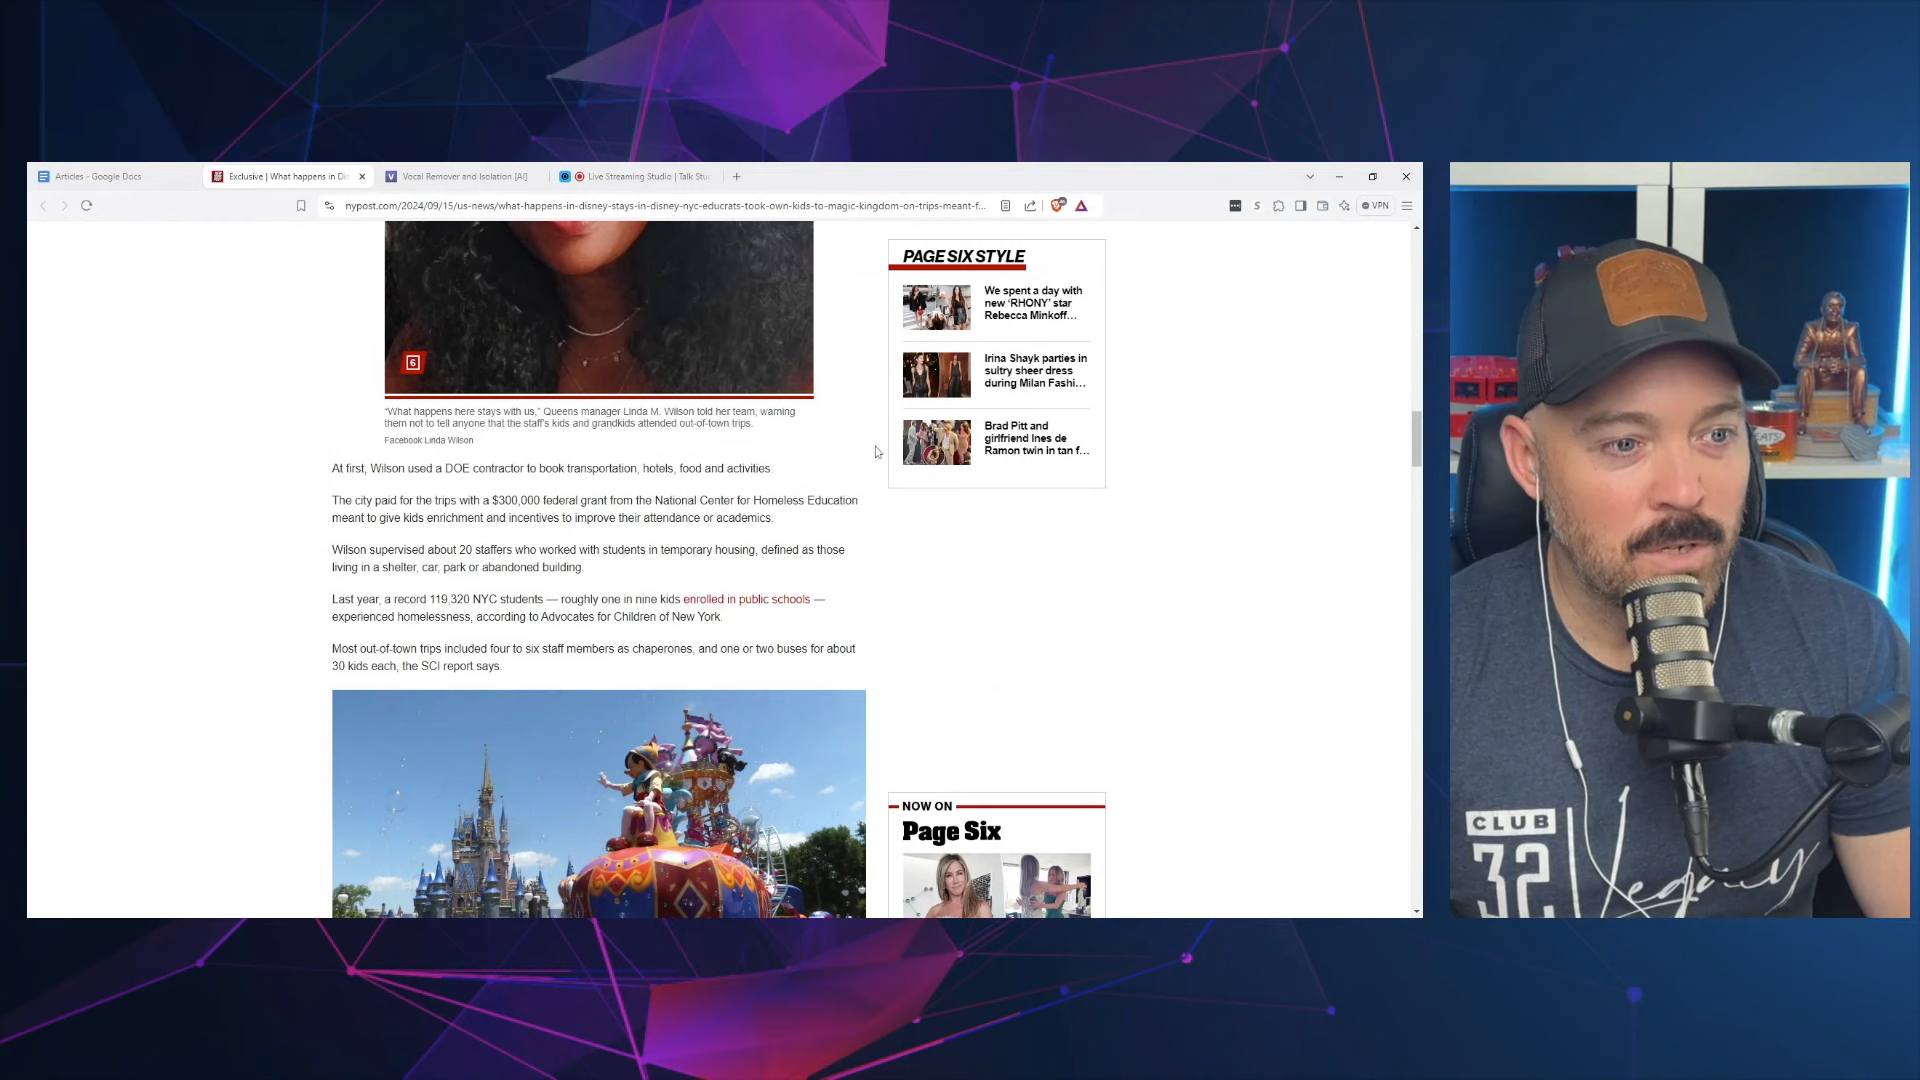 Articles - Google Docs
Exclusive | What happens in Dis
Vocal Remover and Isolation [AI]
Live Streaming Studio | Talk Stud
nypost.com/2024/09/15/us-news/what-happens-in-disney-stays-in-disney-nyc-educrats-took-own-kids-to-magic-kingdom-on-trips-meant-f...
VPN
6
“What happens here stays with us,” Queens manager Linda M. Wilson told her team, warning
them not to tell anyone that the staff’s kids and grandkids attended out-of-town trips.
Facebook Linda Wilson
At first, Wilson used a DOE contractor to book transportation, hotels, food and activities.
The city paid for the trips with a $300,000 federal grant from the National Center for Homeless Education
meant to give kids enrichment and incentives to improve their attendance or academics.
Wilson supervised about 20 staffers who worked with students in temporary housing, defined as those
living in a shelter, car, park or abandoned building.
Last year, a record 119,320 NYC students — roughly one in nine kids enrolled in public schools —
experienced homelessness, according to Advocates for Children of New York.
Most out-of-town trips included four to six staff members as chaperones, and one or two buses for about
30 kids each, the SCI report says.
PAGE SIX STYLE
We spent a day with
new ‘RHONY’ star
Rebecca Minkoff...
Irina Shayk parties in
sultry sheer dress
during Milan Fashi...
Brad Pitt and
girlfriend Ines de
Ramon twin in tan f...
NOW ON
Page Six
CLUB
32
Legacy